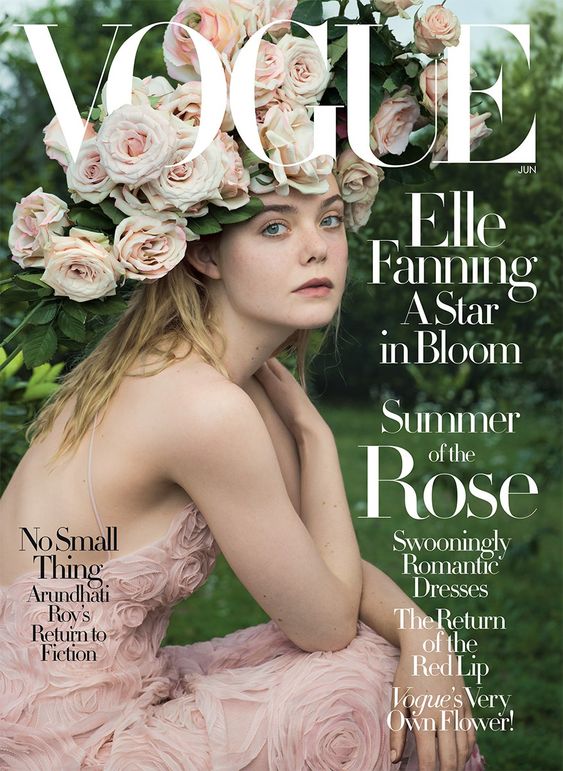 VOGUE
JUN
Elle
Fanning
A Star
in Bloom
Summer
of the
Rose
Swooningly
Romantic
Dresses
The Return
of the
Red Lip
Vogue's Very
Own Flower!
No Small
Thing
Arundhati
Roy's
Return to
Fiction